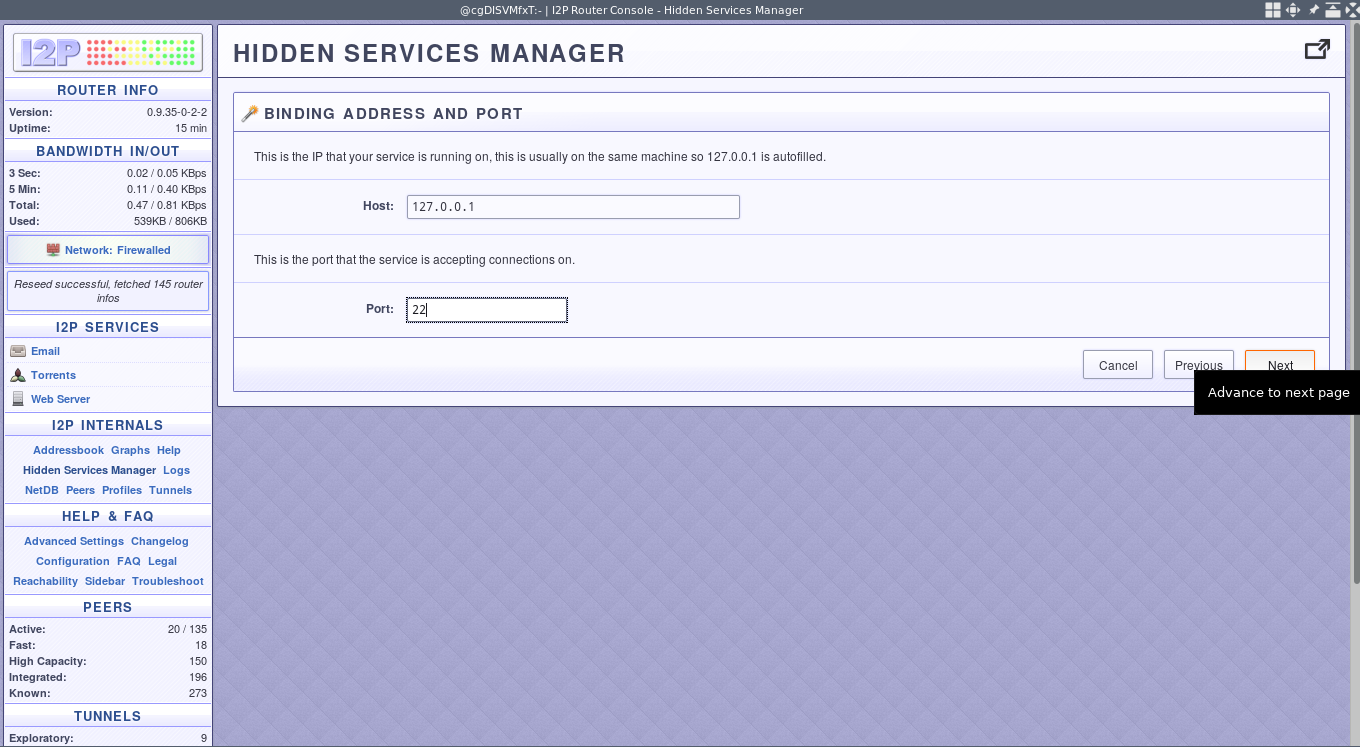 @cgDISVMfxT:- | I2P Router Console - Hidden Services Manager
I2P
ROUTER INFO
Version: 0.9.35-0-2-2
Uptime: 15 min
BANDWIDTH IN/OUT
3 Sec: 0.02 / 0.05 KBps
5 Min: 0.11 / 0.40 KBps
Total: 0.47 / 0.81 KBps
Used: 539KB / 806KB
Network: Firewalled
Reseed successful, fetched 145 router
infos
I2P SERVICES
Email
Torrents
Web Server
I2P INTERNALS
Addressbook Graphs Help
Hidden Services Manager Logs
NetDB Peers Profiles Tunnels
HELP & FAQ
Advanced Settings Changelog
Configuration FAQ Legal
Reachability Sidebar Troubleshoot
PEERS
Active: 20 / 135
Fast: 18
High Capacity: 150
Integrated: 196
Known: 273
TUNNELS
Exploratory: 9
HIDDEN SERVICES MANAGER
BINDING ADDRESS AND PORT
This is the IP that your service is running on, this is usually on the same machine so 127.0.0.1 is autofilled.
Host: 127.0.0.1
This is the port that the service is accepting connections on.
Port: 22
Cancel Previous Next
Advance to next page